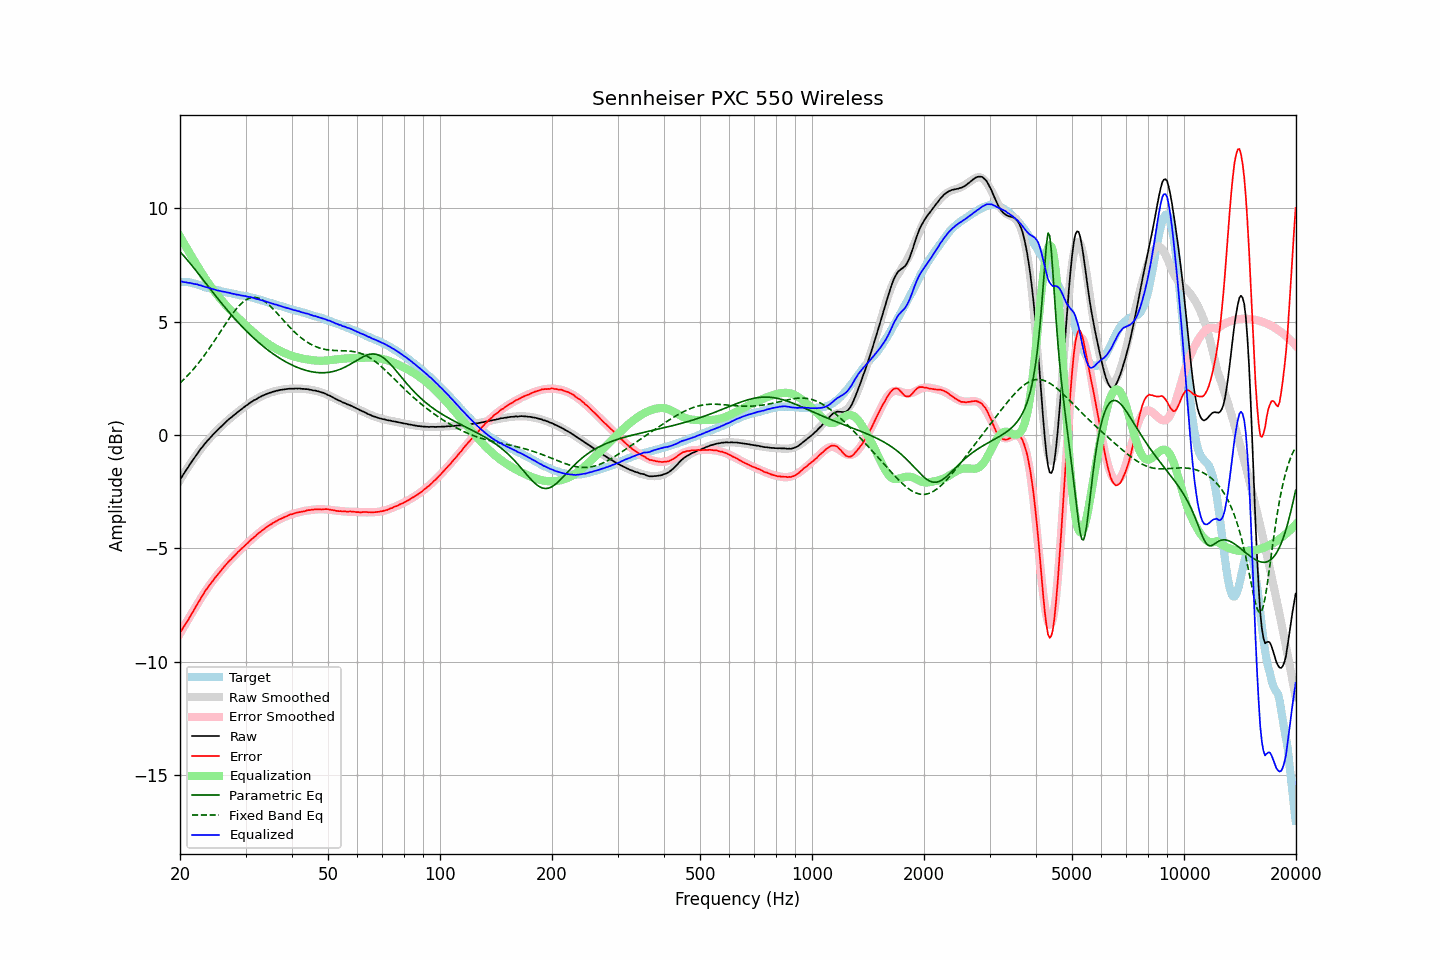 Sennheiser PXC 550 Wireless
Amplitude (dBr)
10
5
0
−5
−10
−15
Target
Raw Smoothed
Error Smoothed
Raw
Error
Equalization
Parametric Eq
Fixed Band Eq
Equalized
20 50 100 200 500 1000 2000 5000 10000 20000
Frequency (Hz)